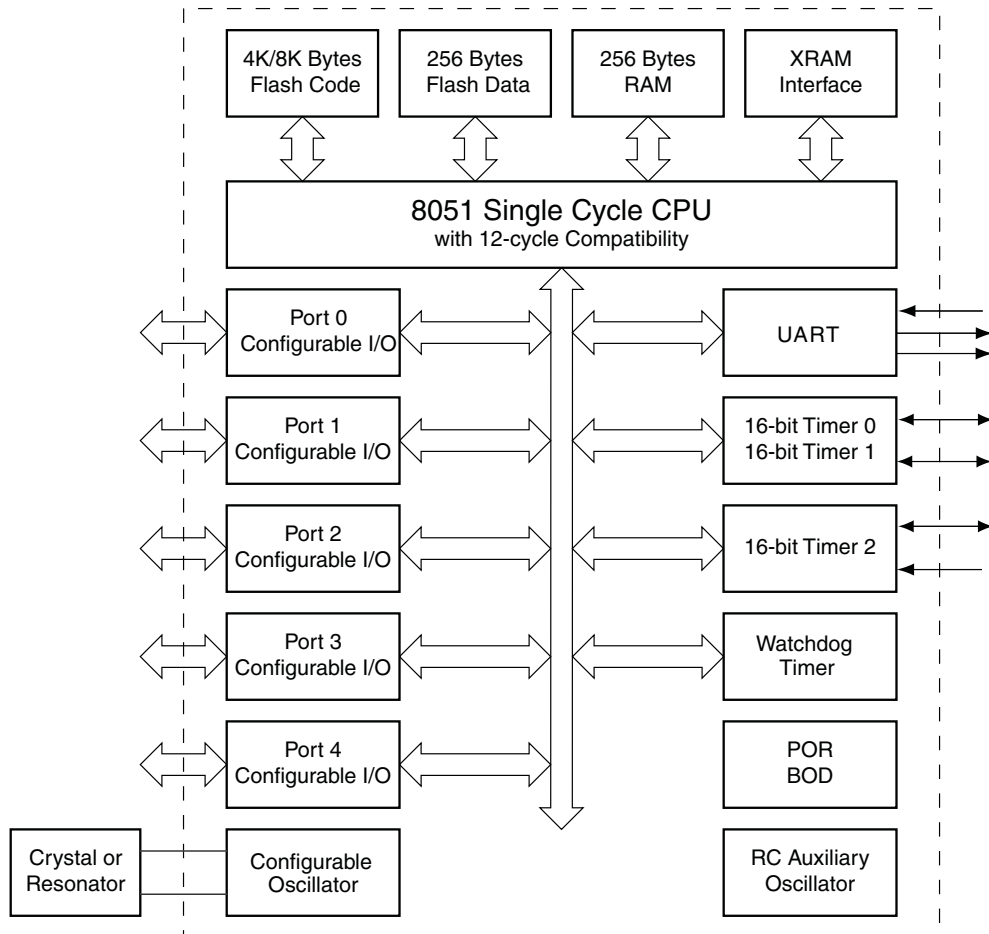 4K/8K Bytes
Flash Code
256 Bytes
Flash Data
256 Bytes
RAM
XRAM
Interface
8051 Single Cycle CPU
with 12-cycle Compatibility
Port 0
Configurable I/O
UART
Port 1
Configurable I/O
16-bit Timer 0
16-bit Timer 1
Port 2
Configurable I/O
16-bit Timer 2
Port 3
Configurable I/O
Watchdog
Timer
Port 4
Configurable I/O
POR
BOD
Crystal or
Resonator
Configurable
Oscillator
RC Auxiliary
Oscillator